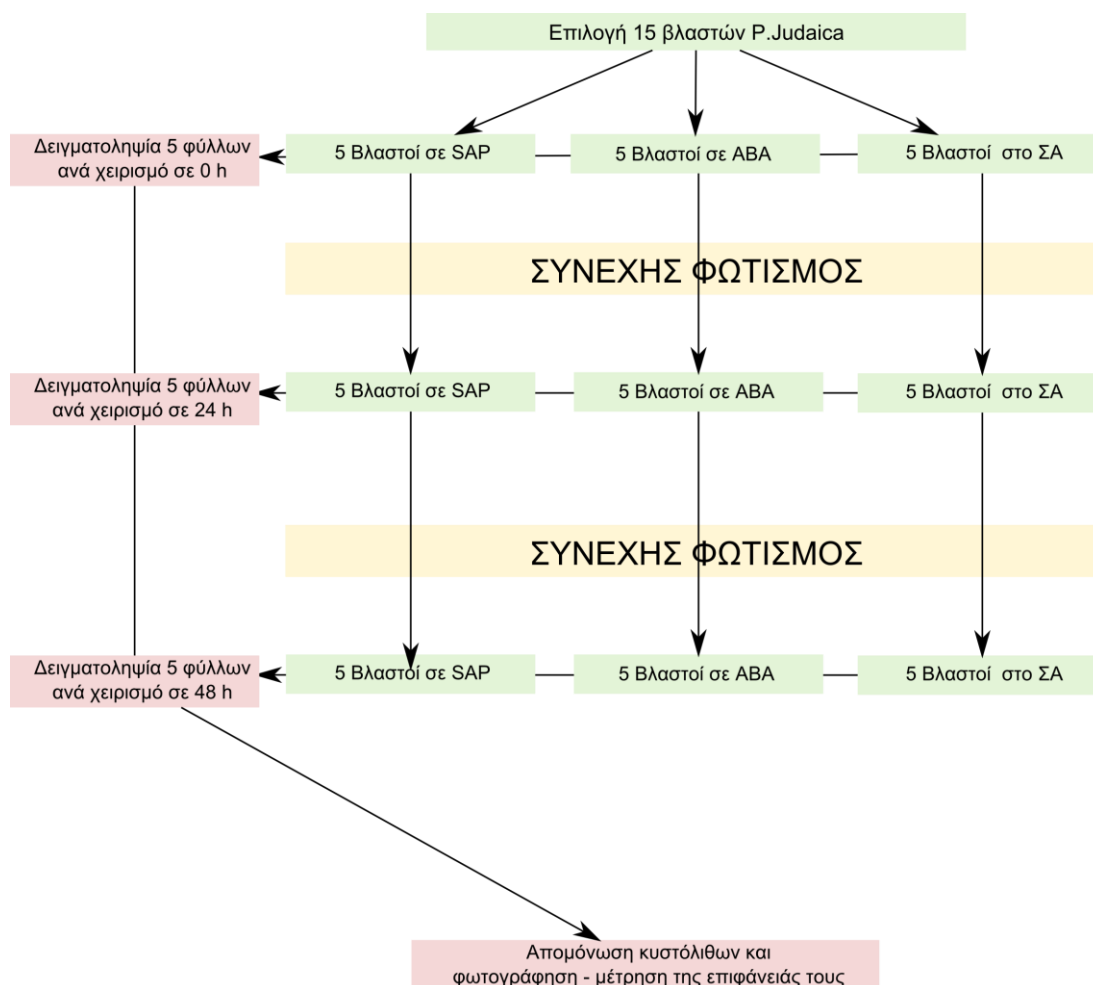 Επιλογή 15 βλαστών P.Judaica
Δειγματοληψία 5 φύλλων
ανά χειρισμό σε 0 h
5 Βλαστοί σε SAP
5 Βλαστοί σε ABA
5 Βλαστοί στο ΣΑ
ΣΥΝΕΧΗΣ ΦΩΤΙΣΜΟΣ
Δειγματοληψία 5 φύλλων
ανά χειρισμό σε 24 h
5 Βλαστοί σε SAP
5 Βλαστοί σε ABA
5 Βλαστοί στο ΣΑ
ΣΥΝΕΧΗΣ ΦΩΤΙΣΜΟΣ
Δειγματοληψία 5 φύλλων
ανά χειρισμό σε 48 h
5 Βλαστοί σε SAP
5 Βλαστοί σε ABA
5 Βλαστοί στο ΣΑ
Απομόνωση κυστόλιθων και
φωτογράφηση - μέτρηση της επιφάνειάς τους